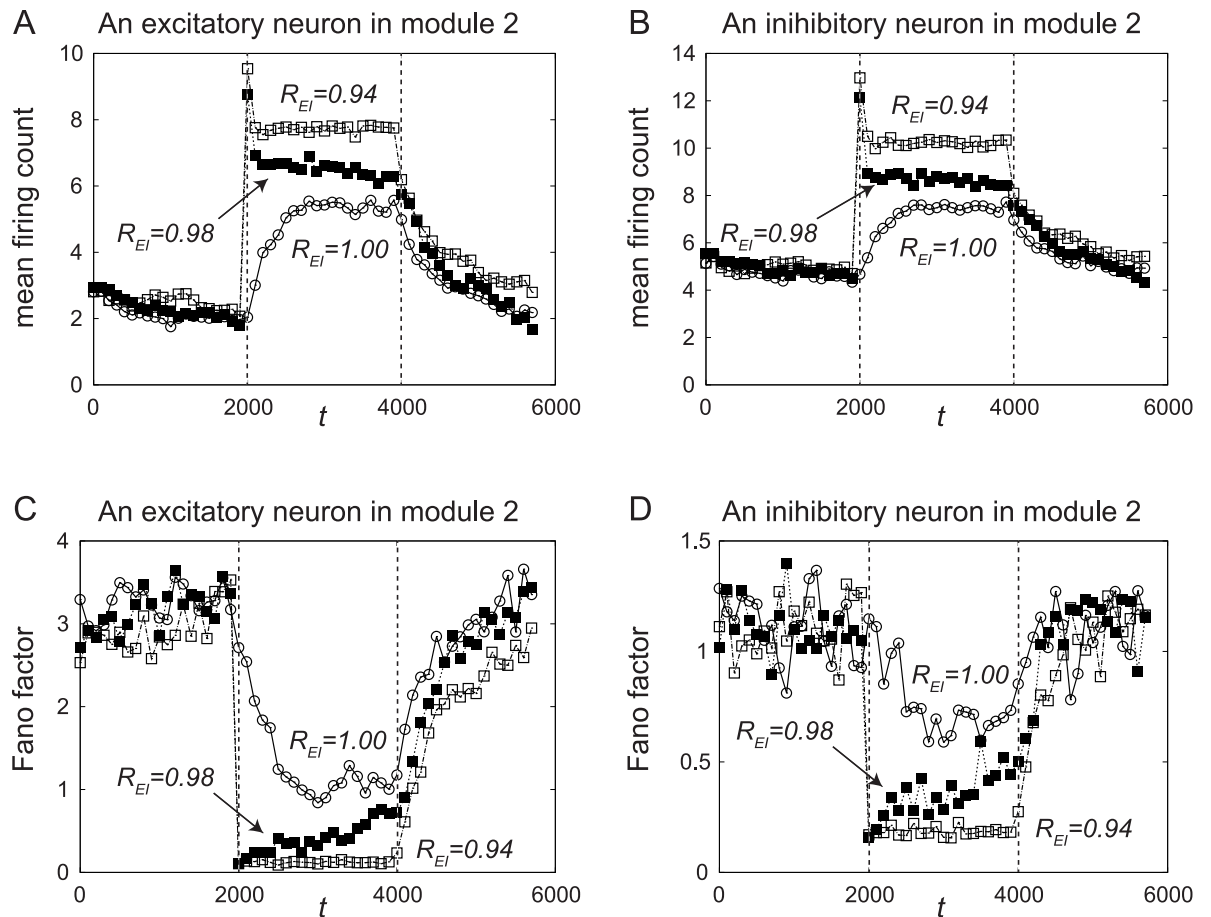 A An excitatory neuron in module 2
mean firing count
10
8
6
4
2
0
R_EI=0.94
R_EI=0.98
R_EI=1.00
0 2000 4000 6000
t
B An inihibitory neuron in module 2
mean firing count
14
12
10
8
6
4
2
0
R_EI=0.94
R_EI=0.98
R_EI=1.00
0 2000 4000 6000
t
C An excitatory neuron in module 2
Fano factor
4
3
2
1
0
R_EI=1.00
R_EI=0.98
R_EI=0.94
0 2000 4000 6000
t
D An inihibitory neuron in module 2
Fano factor
1.5
1
0.5
0
R_EI=1.00
R_EI=0.98
R_EI=0.94
0 2000 4000 6000
t